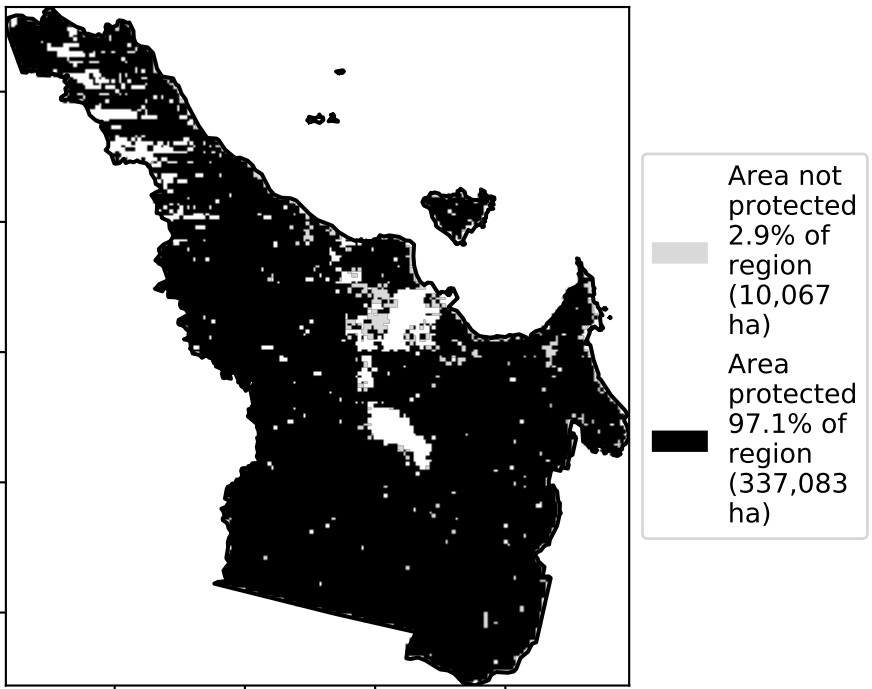 Area not
protected
2.9% of
region
(10,067
ha)
Area
protected
97.1% of
region
(337,083
ha)